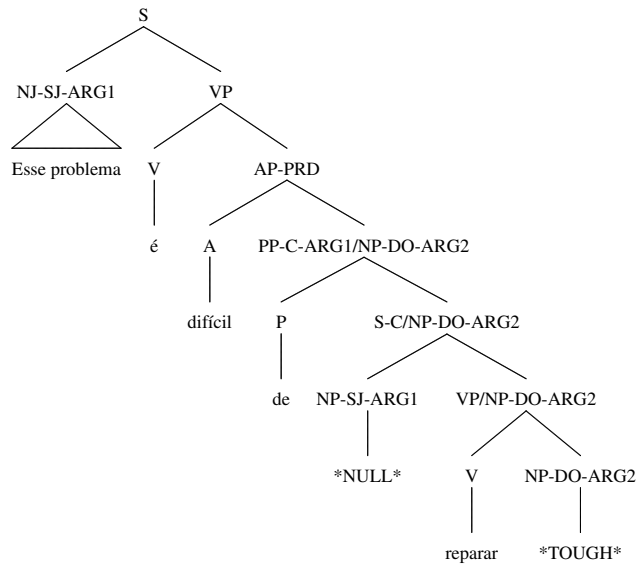 S
NJ-SJ-ARG1 VP
Esse problema V AP-PRD
é A PP-C-ARG1/NP-DO-ARG2
difícil P S-C/NP-DO-ARG2
de NP-SJ-ARG1 VP/NP-DO-ARG2
*NULL* V NP-DO-ARG2
reparar *TOUGH*